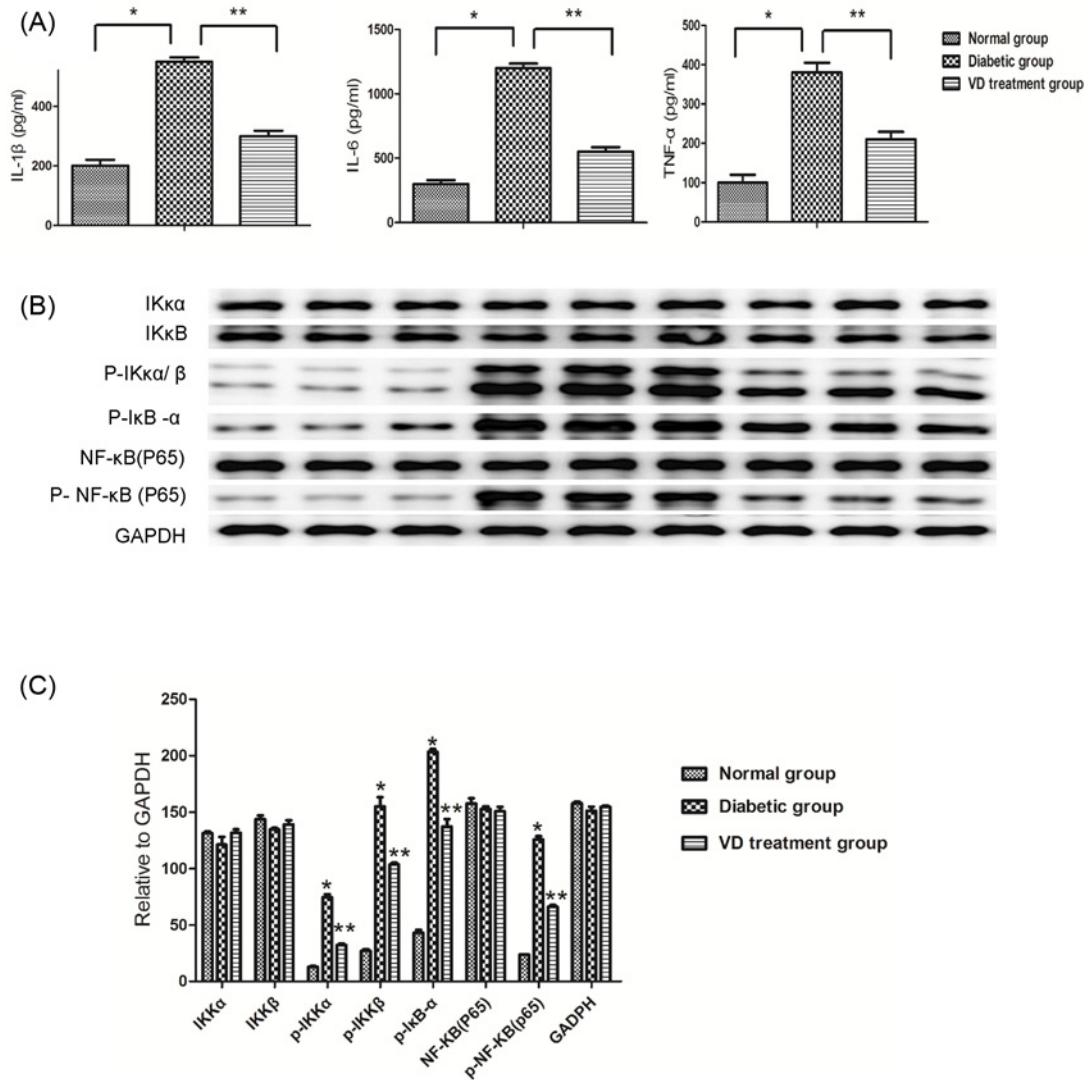 (A)
* **
IL-1β (pg/ml)
400
200
0
* **
IL-6 (pg/ml)
1500
1000
500
0
* **
TNF-α (pg/ml)
500
400
300
200
100
0
Normal group
Diabetic group
VD treatment group
(B)
IKκα
IKκB
P-IKκα/ β
P-IκB -α
NF-κB(P65)
P- NF-κB (P65)
GAPDH
(C)
Relative to GAPDH
250
200
150
100
50
0
* ** * ** * ** * **
IKKα
IKKβ
p-IKKα
p-IKKβ
p-IκB-α
NF-KB(P65)
p-NF-KB(p65)
GADPH
Normal group
Diabetic group
VD treatment group